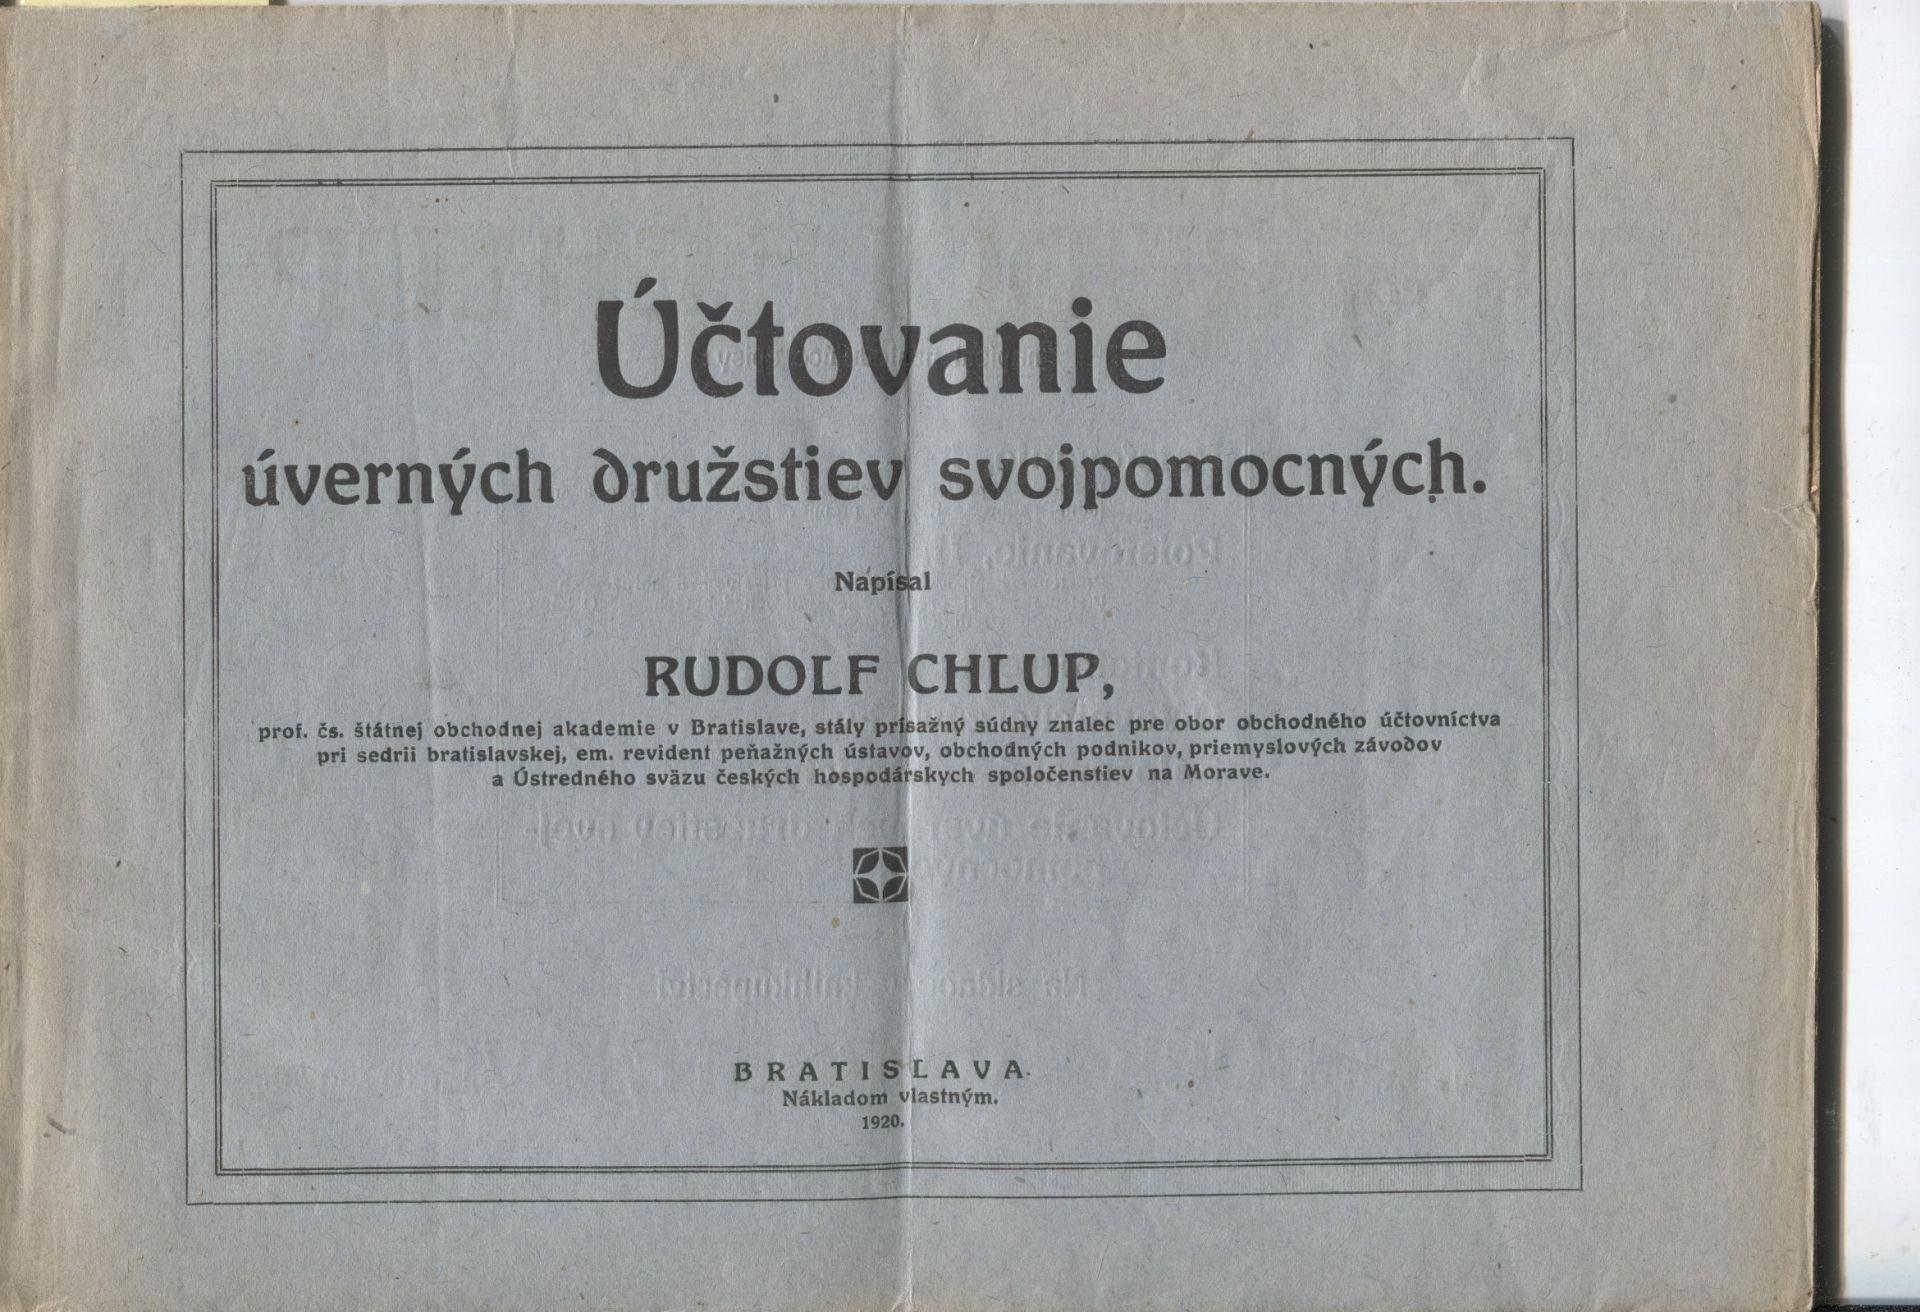 Účtovanie
úverných družstiev svojpomocných.
Napísal
RUDOLF CHLUP,
prof. čs. štátnej obchodnej akademie v Bratislave, stály prísažný súdny znalec pre obor obchodného účtovníctva
pri sedrii bratislavskej, em. revident peňažných ústavov, obchodných podnikov, priemyslových závodov
a Ústredného sväzu českých hospodárskych spoločenstiev na Morave.
BRATISLAVA.
Nákladom vlastným.
1920.